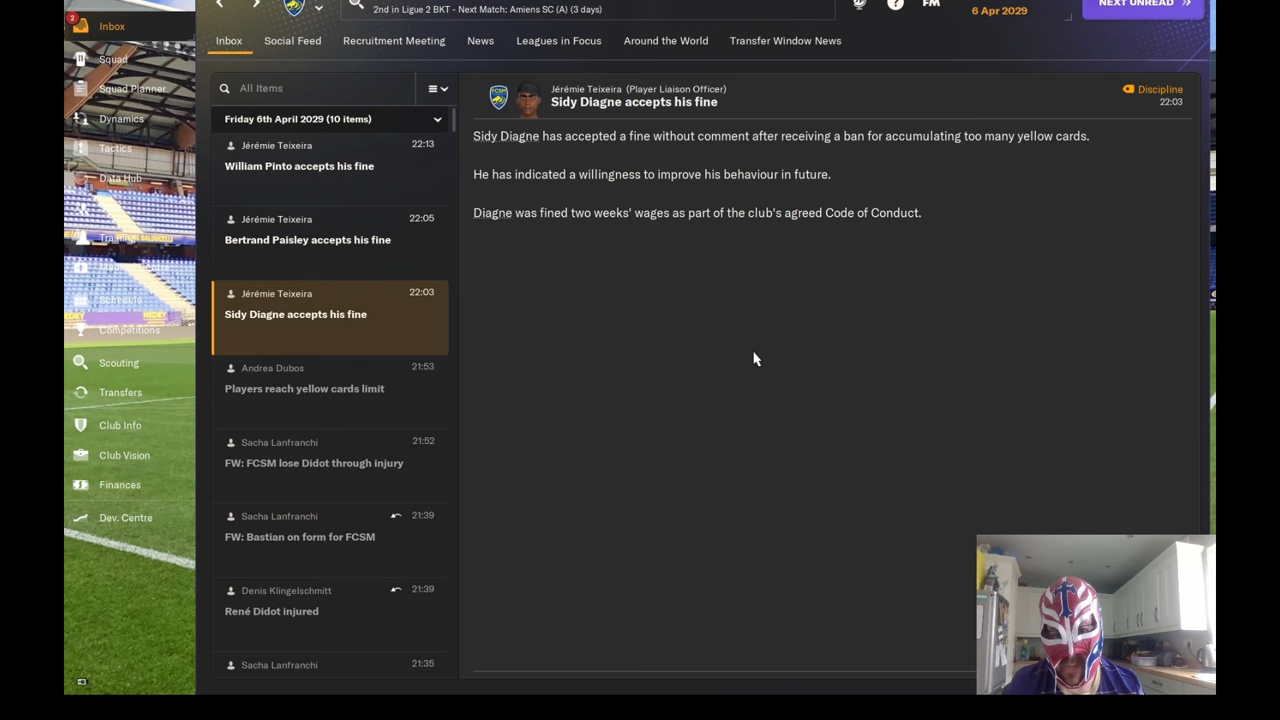 2nd in Ligue 2 BKT - Next Match: Amiens SC (A) (3 days)
FM
6 Apr 2029
NEXT UNREAD
2
Inbox
Squad
Squad Planner
Dynamics
Tactics
Data Hub
Schedule
Competitions
Scouting
Transfers
Club Info
Club Vision
Finances
Dev. Centre
Inbox
Social Feed
Recruitment Meeting
News
Leagues in Focus
Around the World
Transfer Window News
All Items
Friday 6th April 2029 (10 items)
Jérémie Teixeira 22:13
William Pinto accepts his fine
Jérémie Teixeira 22:05
Bertrand Paisley accepts his fine
Jérémie Teixeira 22:03
Sidy Diagne accepts his fine
Andrea Dubos 21:53
Players reach yellow cards limit
Sacha Lanfranchi 21:52
FW: FCSM lose Didot through injury
Sacha Lanfranchi 21:39
FW: Bastian on form for FCSM
Denis Klingelschmitt 21:39
René Didot injured
Sacha Lanfranchi 21:35
FCSM
Jérémie Teixeira (Player Liaison Officer)
Sidy Diagne accepts his fine
Discipline
22:03
Sidy Diagne has accepted a fine without comment after receiving a ban for accumulating too many yellow cards.
He has indicated a willingness to improve his behaviour in future.
Diagne was fined two weeks' wages as part of the club's agreed Code of Conduct.